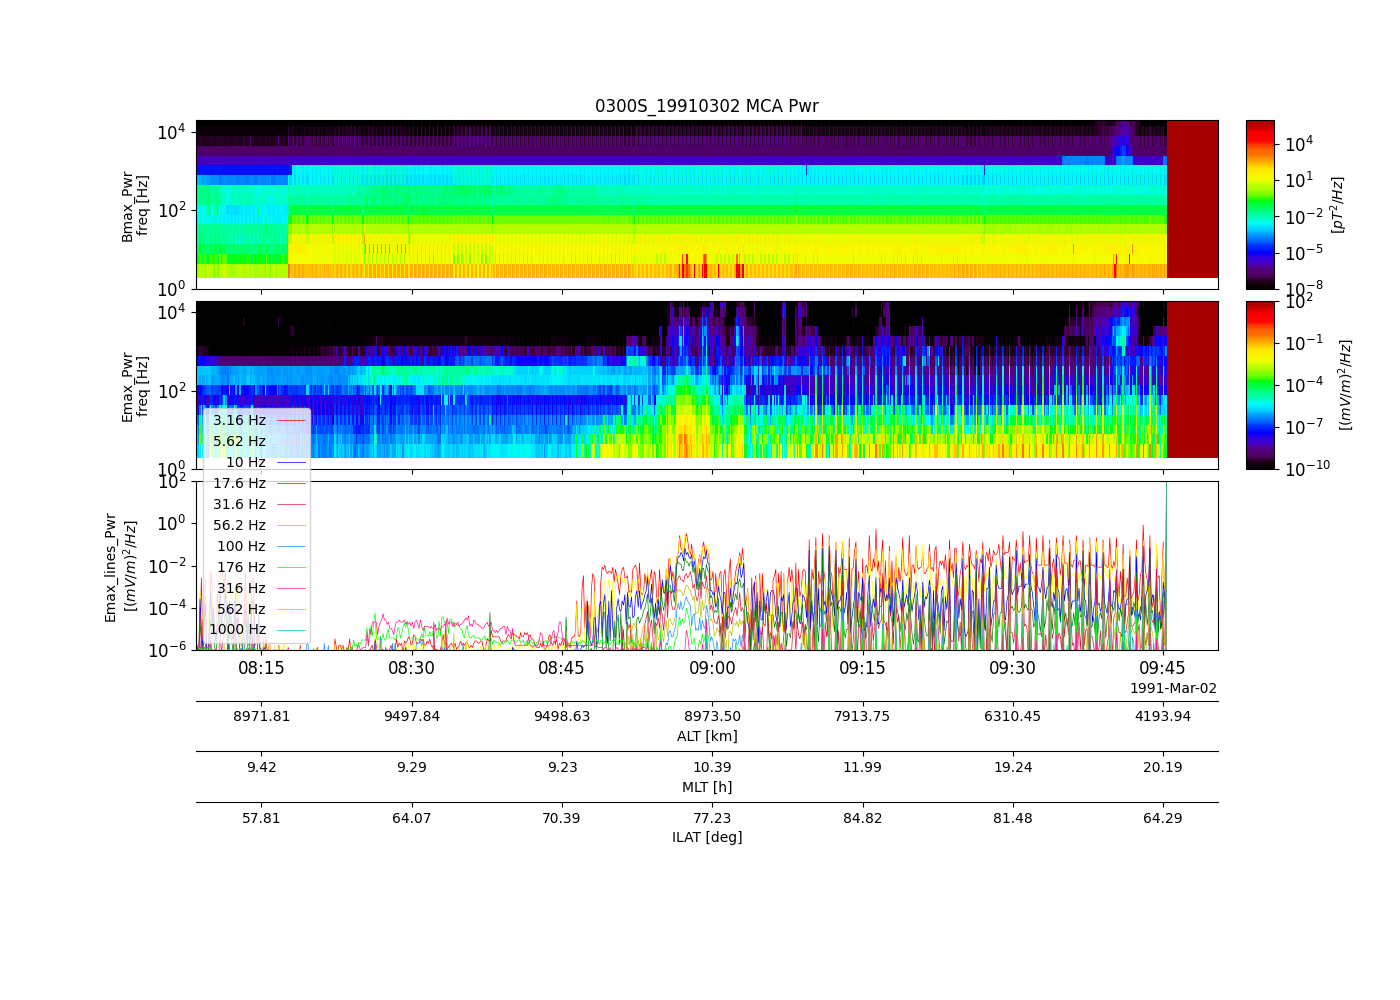 0300S_19910302 MCA Pwr
Bmax_Pwr
freq [Hz]
10^4
10^2
10^0
10^4
10^1
10^-2
10^-5
10^-8
[pT^2/Hz]
Emax_Pwr
freq [Hz]
10^4
10^2
10^0
10^2
10^-1
10^-4
10^-7
10^-10
[(mV/m)^2/Hz]
Emax_lines_Pwr
[(mV/m)^2/Hz]
10^2
10^0
10^-2
10^-4
10^-6
3.16 Hz
5.62 Hz
10 Hz
17.6 Hz
31.6 Hz
56.2 Hz
100 Hz
176 Hz
316 Hz
562 Hz
1000 Hz
08:15 08:30 08:45 09:00 09:15 09:30 09:45
1991-Mar-02
8971.81 9497.84 9498.63 8973.50 7913.75 6310.45 4193.94
ALT [km]
9.42 9.29 9.23 10.39 11.99 19.24 20.19
MLT [h]
57.81 64.07 70.39 77.23 84.82 81.48 64.29
ILAT [deg]